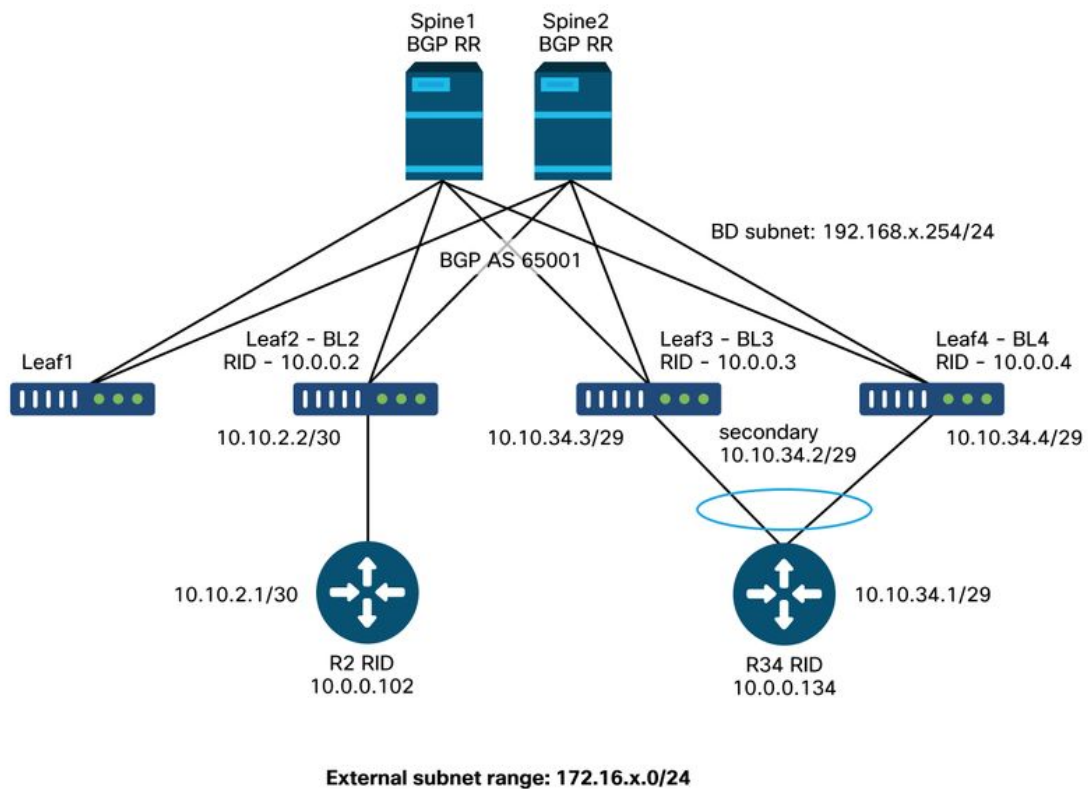 Spine1
BGP RR
Spine2
BGP RR
BD subnet: 192.168.x.254/24
BGP AS 65001
Leaf1
Leaf2 - BL2
RID - 10.0.0.2
Leaf3 - BL3
RID - 10.0.0.3
Leaf4 - BL4
RID - 10.0.0.4
10.10.2.2/30
10.10.34.3/29
secondary
10.10.34.2/29
10.10.34.4/29
10.10.2.1/30
10.10.34.1/29
R2 RID
10.0.0.102
R34 RID
10.0.0.134
External subnet range: 172.16.x.0/24